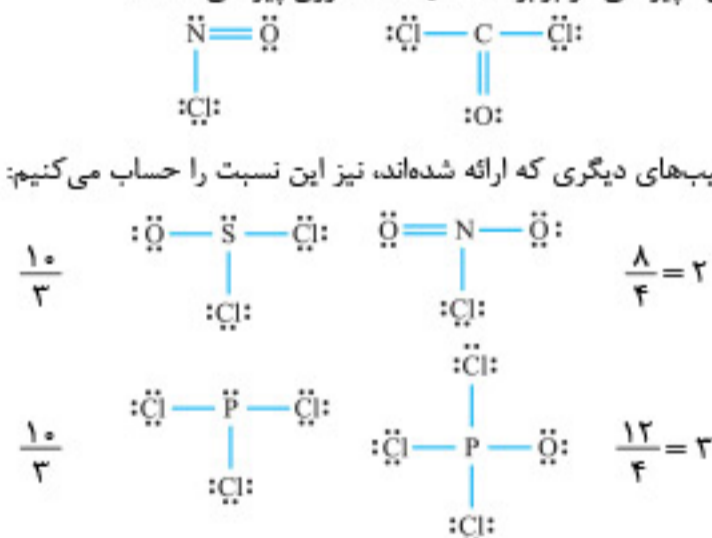 N=O :Cl—C—Cl:
:Cl: :O:
یب‌های دیگری که ارائه شده‌اند، نیز این نسبت را حساب می‌کنیم:
۱۰/۳ :O—S—Cl: O=N—O: ۸/۴ = ۲
:Cl: :Cl:
:Cl:
۱۰/۳ :Cl—P—Cl: :Cl—P—O: ۱۲/۴ = ۳
:Cl: :Cl: